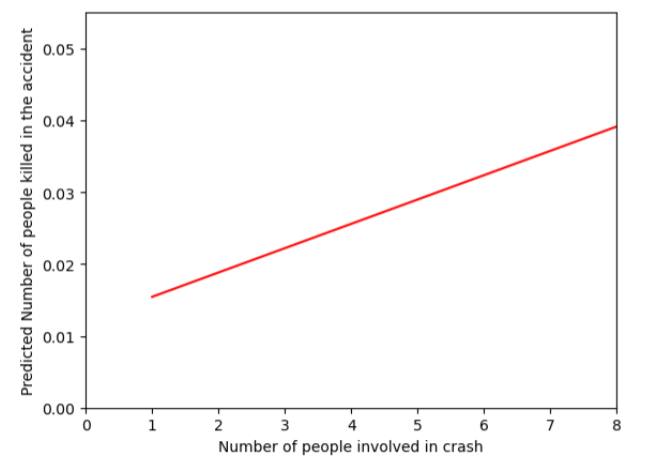 Predicted Number of people killed in the accident
0.05
0.04
0.03
0.02
0.01
0.00
0 1 2 3 4 5 6 7 8
Number of people involved in crash